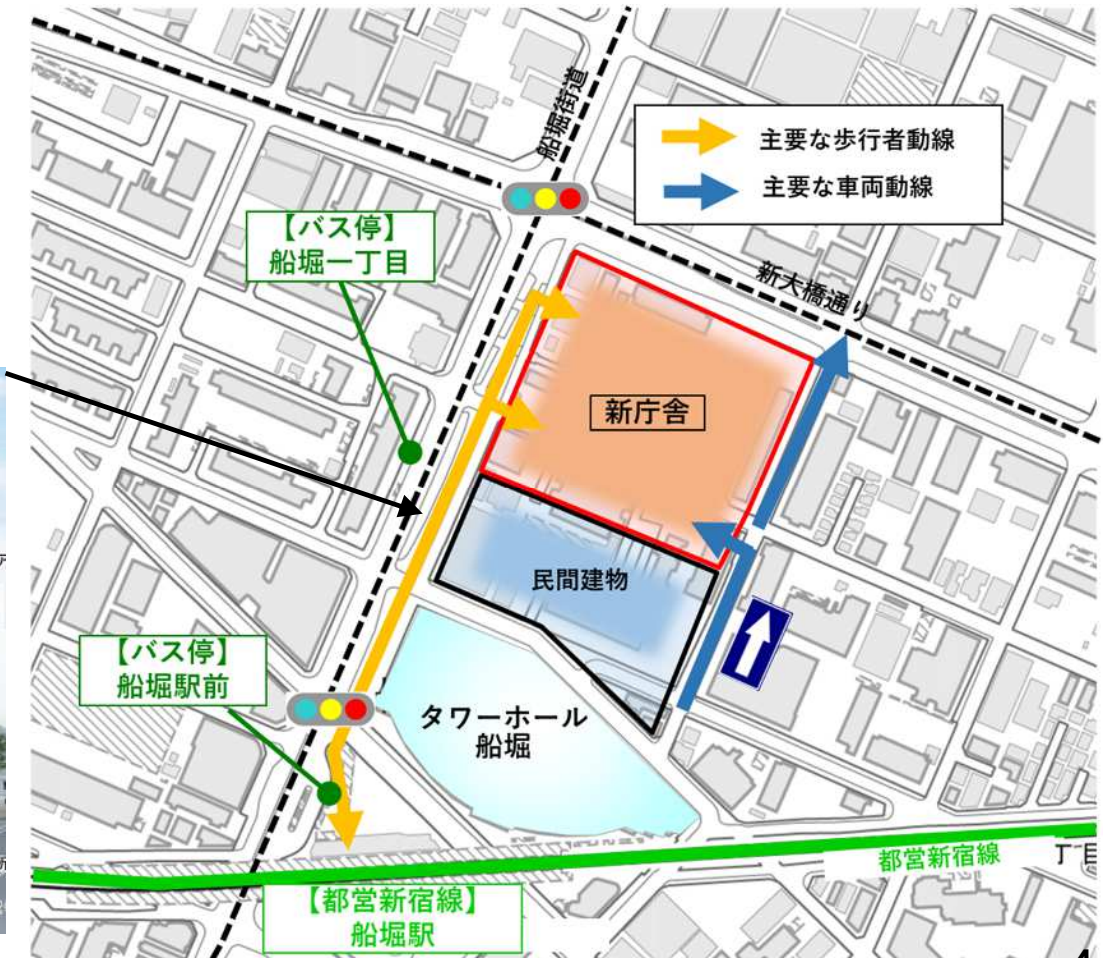 船堀街道
主要な歩行者動線
主要な車両動線
【バス停】
船堀一丁目
新大橋通り
新庁舎
民間建物
【バス停】
船堀駅前
タワーホール
船堀
都営新宿線
丁目
【都営新宿線】
船堀駅